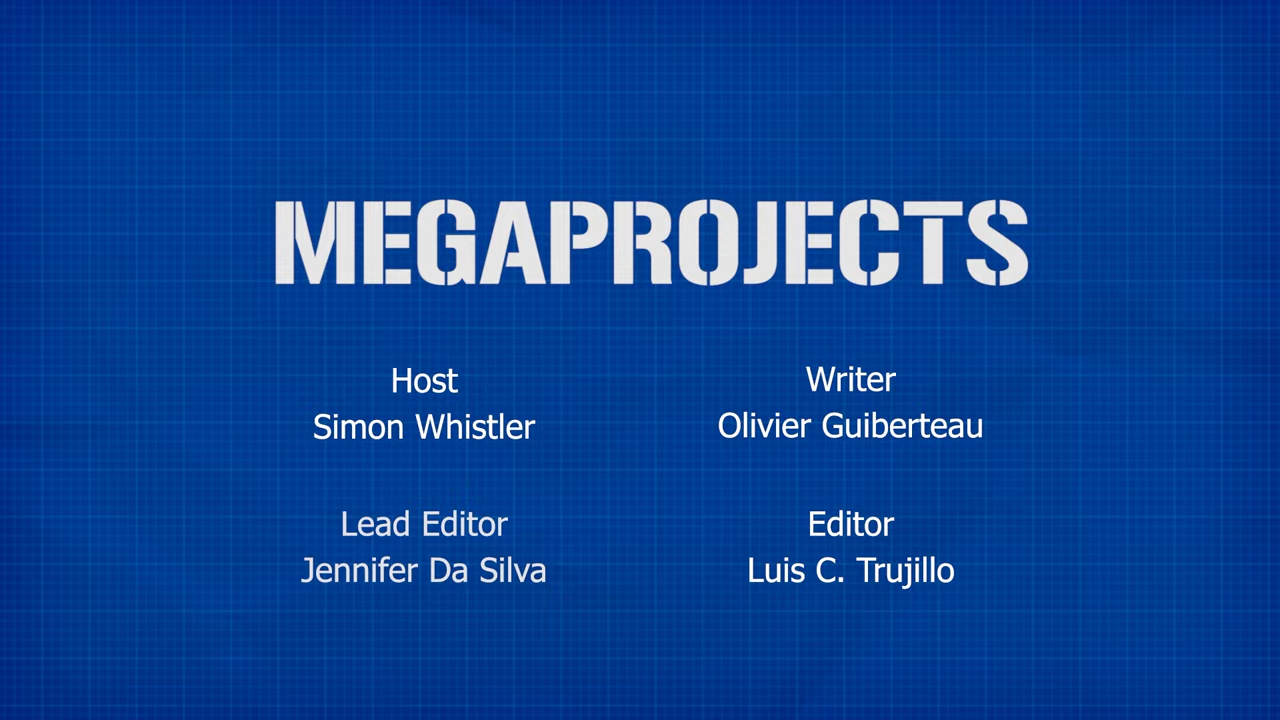 MEGAPROJECTS
Host
Simon Whistler
Writer
Olivier Guiberteau
Lead Editor
Jennifer Da Silva
Editor
Luis C. Trujillo